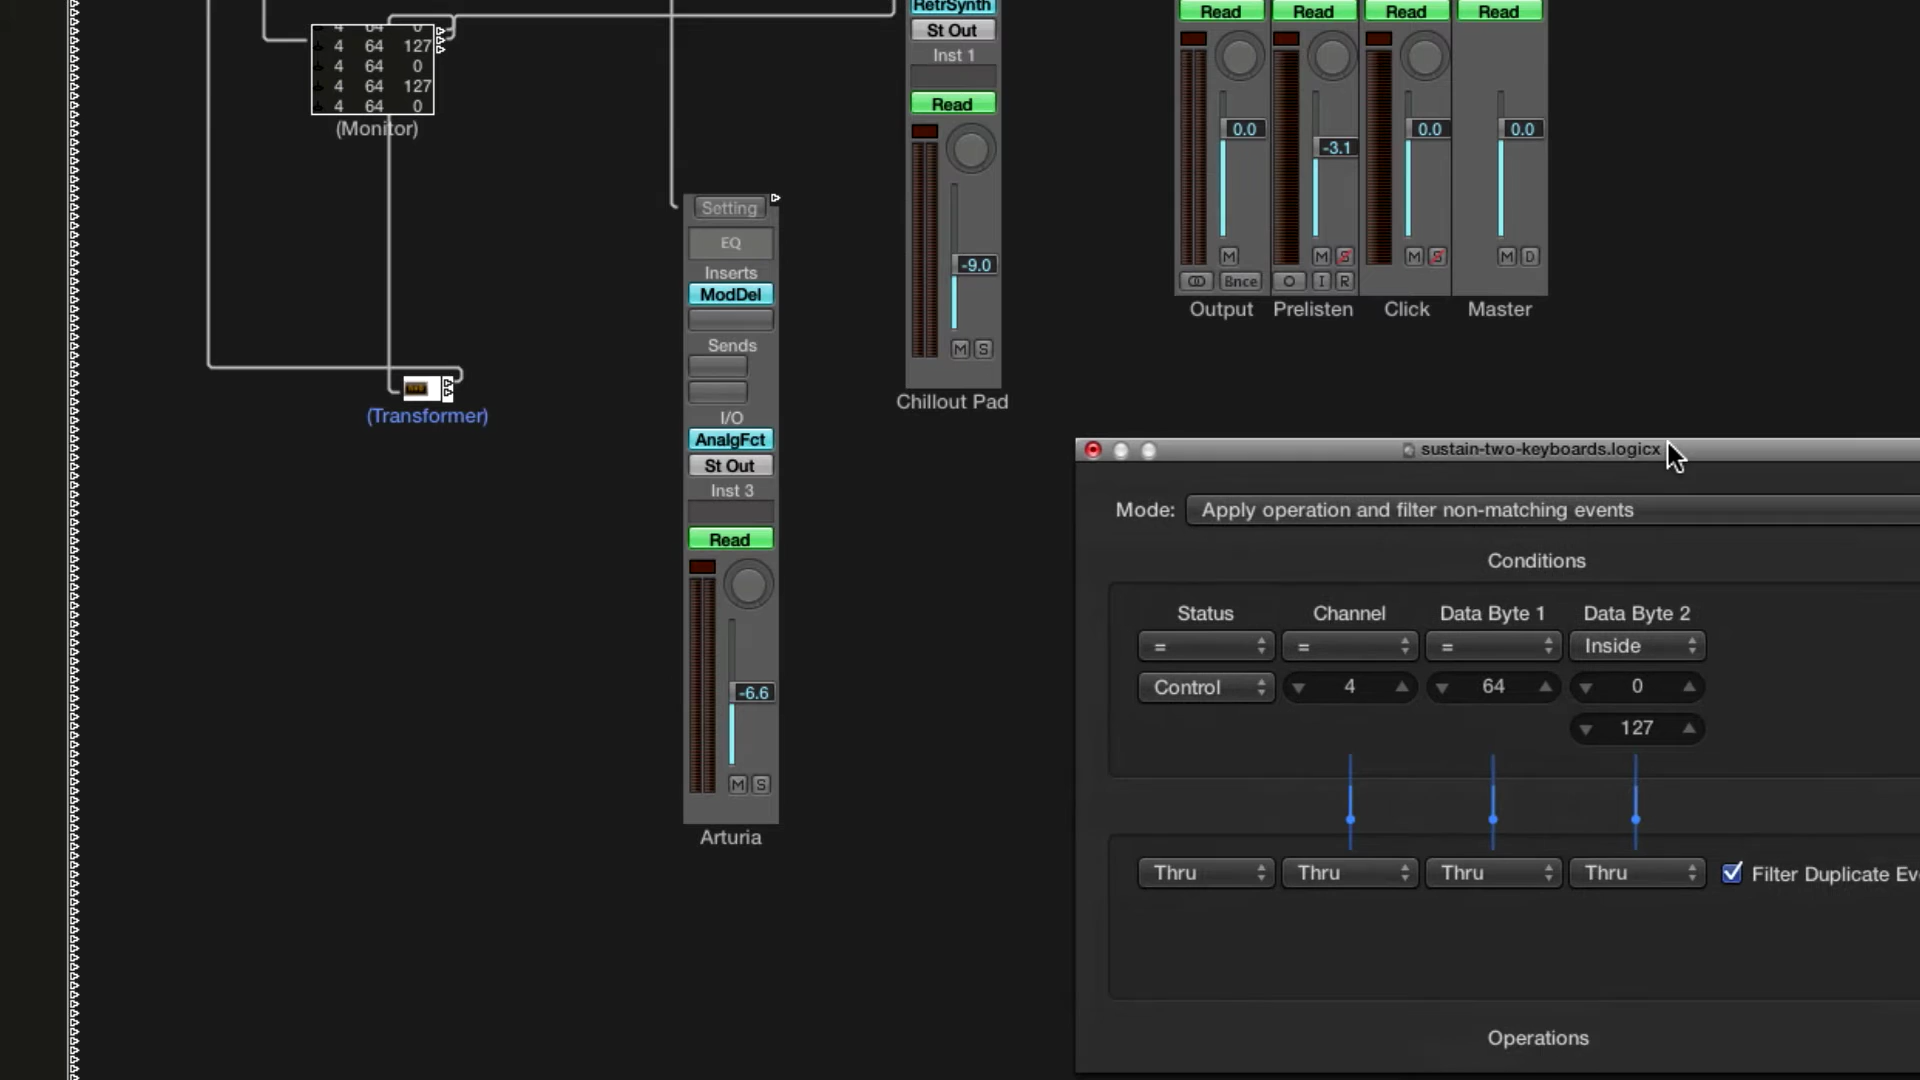 4 64 0
4 64 127
4 64 0
4 64 127
4 64 0
(Monitor)
(Transformer)
Setting
EQ
Inserts
ModDel
Sends
I/O
AnalgFct
St Out
Inst 3
Read
-6.6
M S
Arturia
RetrSynth
St Out
Inst 1
Read
-9.0
M S
Chillout Pad
Read Read Read Read
0.0 -3.1 0.0 0.0
M M S M S M D
Bnce I R
Output Prelisten Click Master
sustain-two-keyboards.logicx
Mode: Apply operation and filter non-matching events
Conditions
Status Channel Data Byte 1 Data Byte 2
= = = Inside
Control 4 64 0
127
Thru Thru Thru Thru Filter Duplicate Ev
Operations